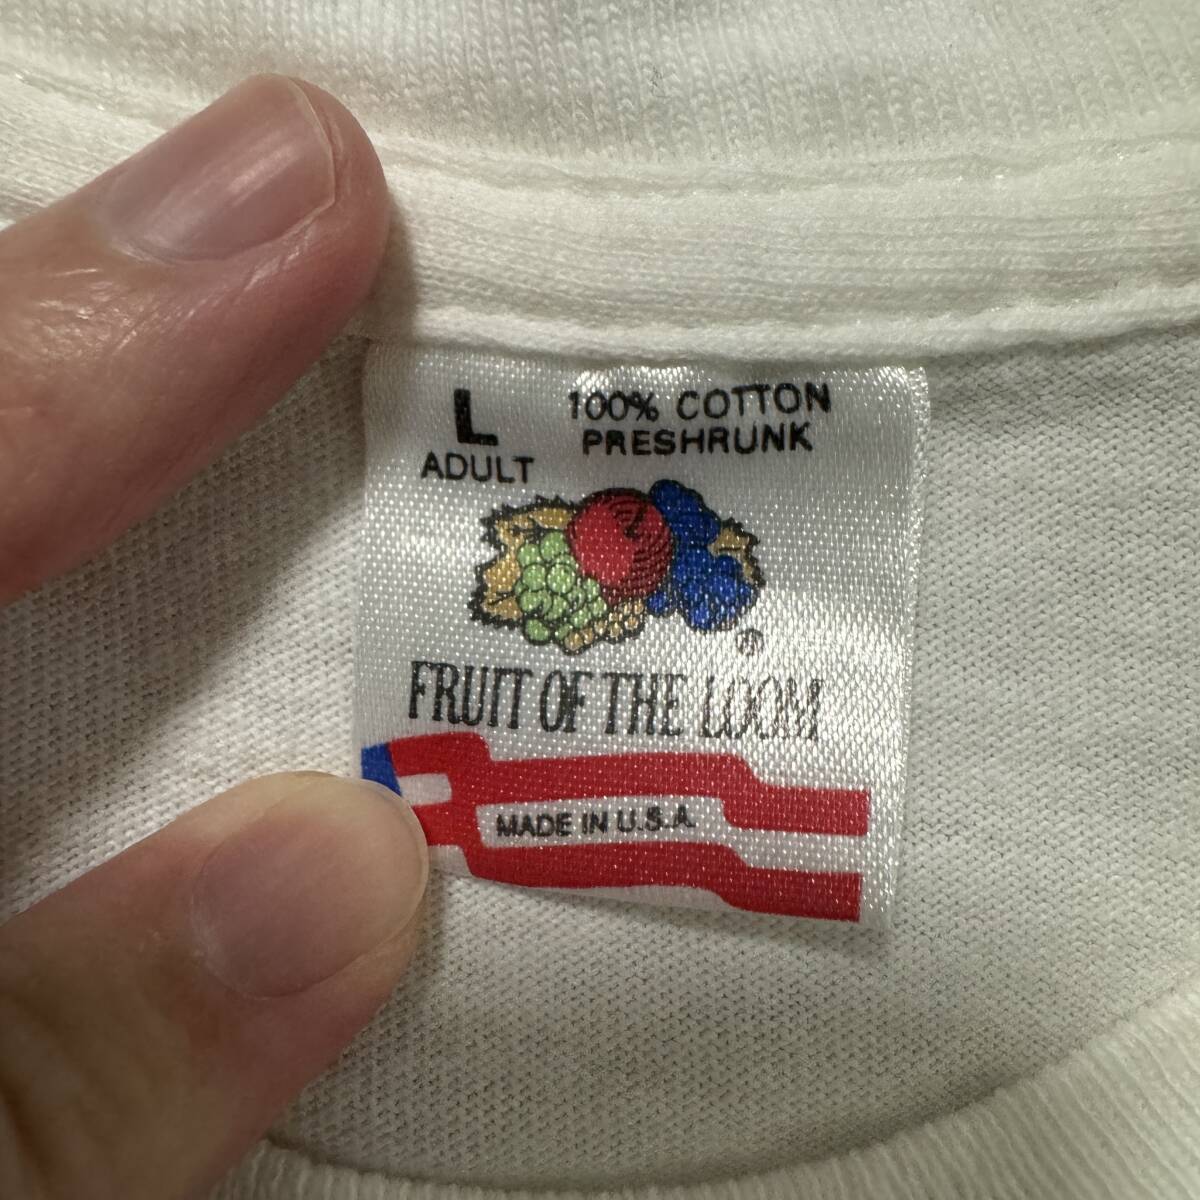 L
ADULT
100% COTTON
PRESHRUNK
®
FRUIT OF THE LOOM
MADE IN U.S.A.